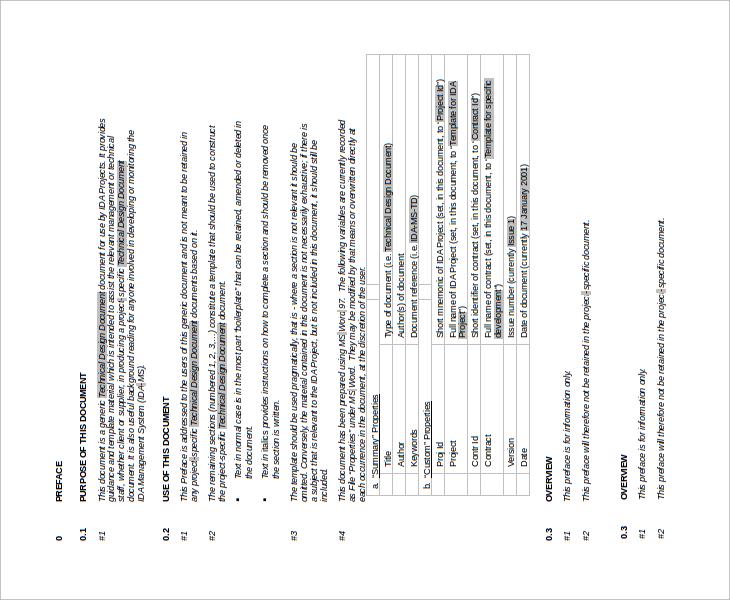 0 PREFACE
0.1 PURPOSE OF THIS DOCUMENT
#1 This document is a generic Technical Design Document document for use by IDA Projects. It provides
guidance and template material which is intended to assist the relevant management or technical
staff, whether client or supplier, in producing a project-specific Technical Design Document
document. It is also useful background reading for anyone involved in developing or monitoring the
IDA Management System (IDA-MS).
0.2 USE OF THIS DOCUMENT
#1 This Preface is addressed to the users of this generic document and is not meant to be retained in
any project-specific Technical Design Document documents based on it.
#2 The remaining sections (numbered 1, 2, 3,...) constitute a template that should be used to construct
the project-specific Technical Design Document document.
• Text in normal case is in the most part "boilerplate" that can be retained, amended or deleted in
the document.
• Text in italics provides instructions on how to complete a section and should be removed once
the section is written.
#3 The template should be used pragmatically, that is - where a section is not relevant it should be
omitted. Conversely, the material contained in this document is not necessarily exhaustive; if there is
a subject that is relevant to the IDA Project, but is not included in this document, it should still be
included.
#4 This document has been prepared using MS Word 97. The following variables are currently recorded
as File "Properties" under MS Word. They may be modified by that means or overwritten directly at
each occurrence in the document, at the discretion of the user.
a. "Summary" Properties
Title Type of document (i.e. Technical Design Document)
Author Author(s) of document
Keywords Document reference (i.e. IDA-MS-TD)
b. "Custom" Properties
Proj Id Short mnemonic of IDA Project (set, in this document, to "Project Id")
Project Full name of IDA Project (set, in this document, to "Template for IDA
Project")
Contr Id Short identifier of contract (set, in this document, to "Contract Id")
Contract Full name of contract (set, in this document, to "Template for specific
development")
Version Issue number (currently Issue 1)
Date Date of document (currently 17 January 2001)
0.3 OVERVIEW
#1 This preface is for information only.
#2 This preface will therefore not be retained in the project-specific document.
0.3 OVERVIEW
#1 This preface is for information only.
#2 This preface will therefore not be retained in the project-specific document.